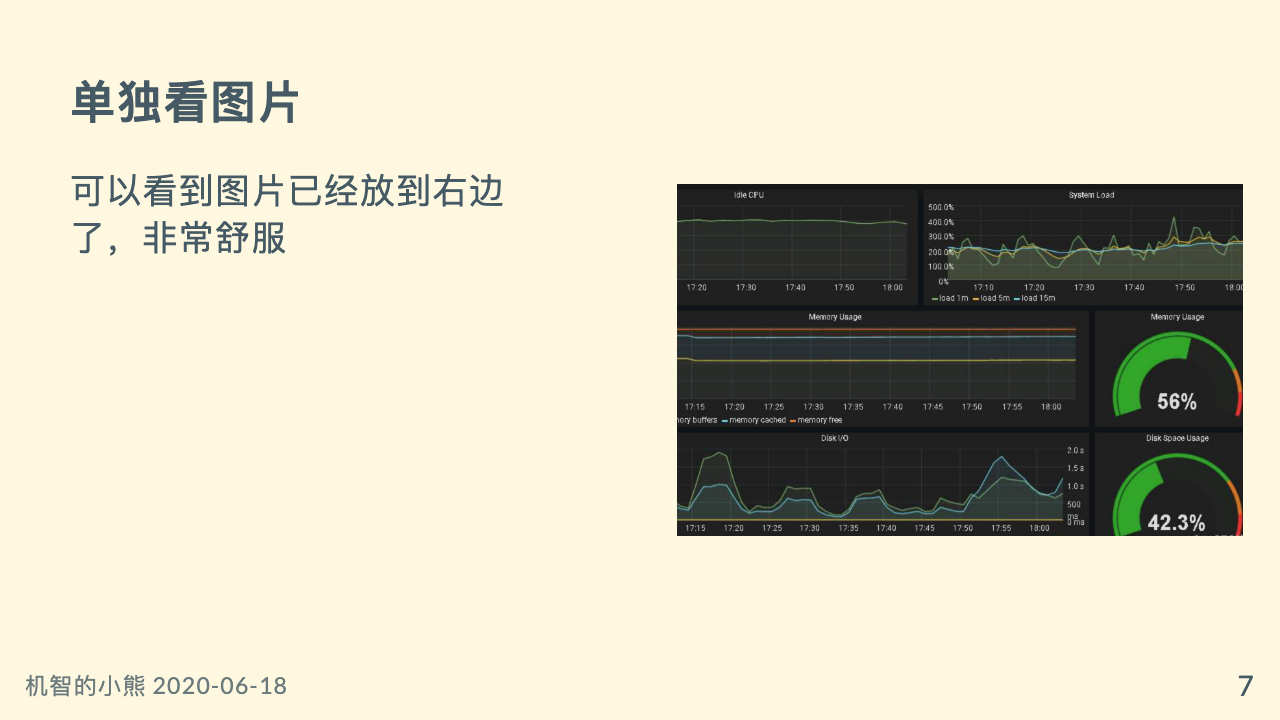 单独看图片
可以看到图片已经放到右边
了，非常舒服
Idle CPU
17:20 17:30 17:40 17:50 18:00
System Load
500.0%
400.0%
300.0%
200.0%
100.0%
0%
17:10 17:20 17:30 17:40 17:50 18:00
load 1m load 5m load 15m
Memory Usage
17:15 17:20 17:25 17:30 17:35 17:40 17:45 17:50 17:55 18:00
nory buffers memory cached memory free
Memory Usage
56%
Disk I/O
2.0 s
1.5 s
1.0 s
500
ms
0 ms
17:15 17:20 17:25 17:30 17:35 17:40 17:45 17:50 17:55 18:00
Disk Space Usage
42.3%
机智的小熊 2020-06-18
7